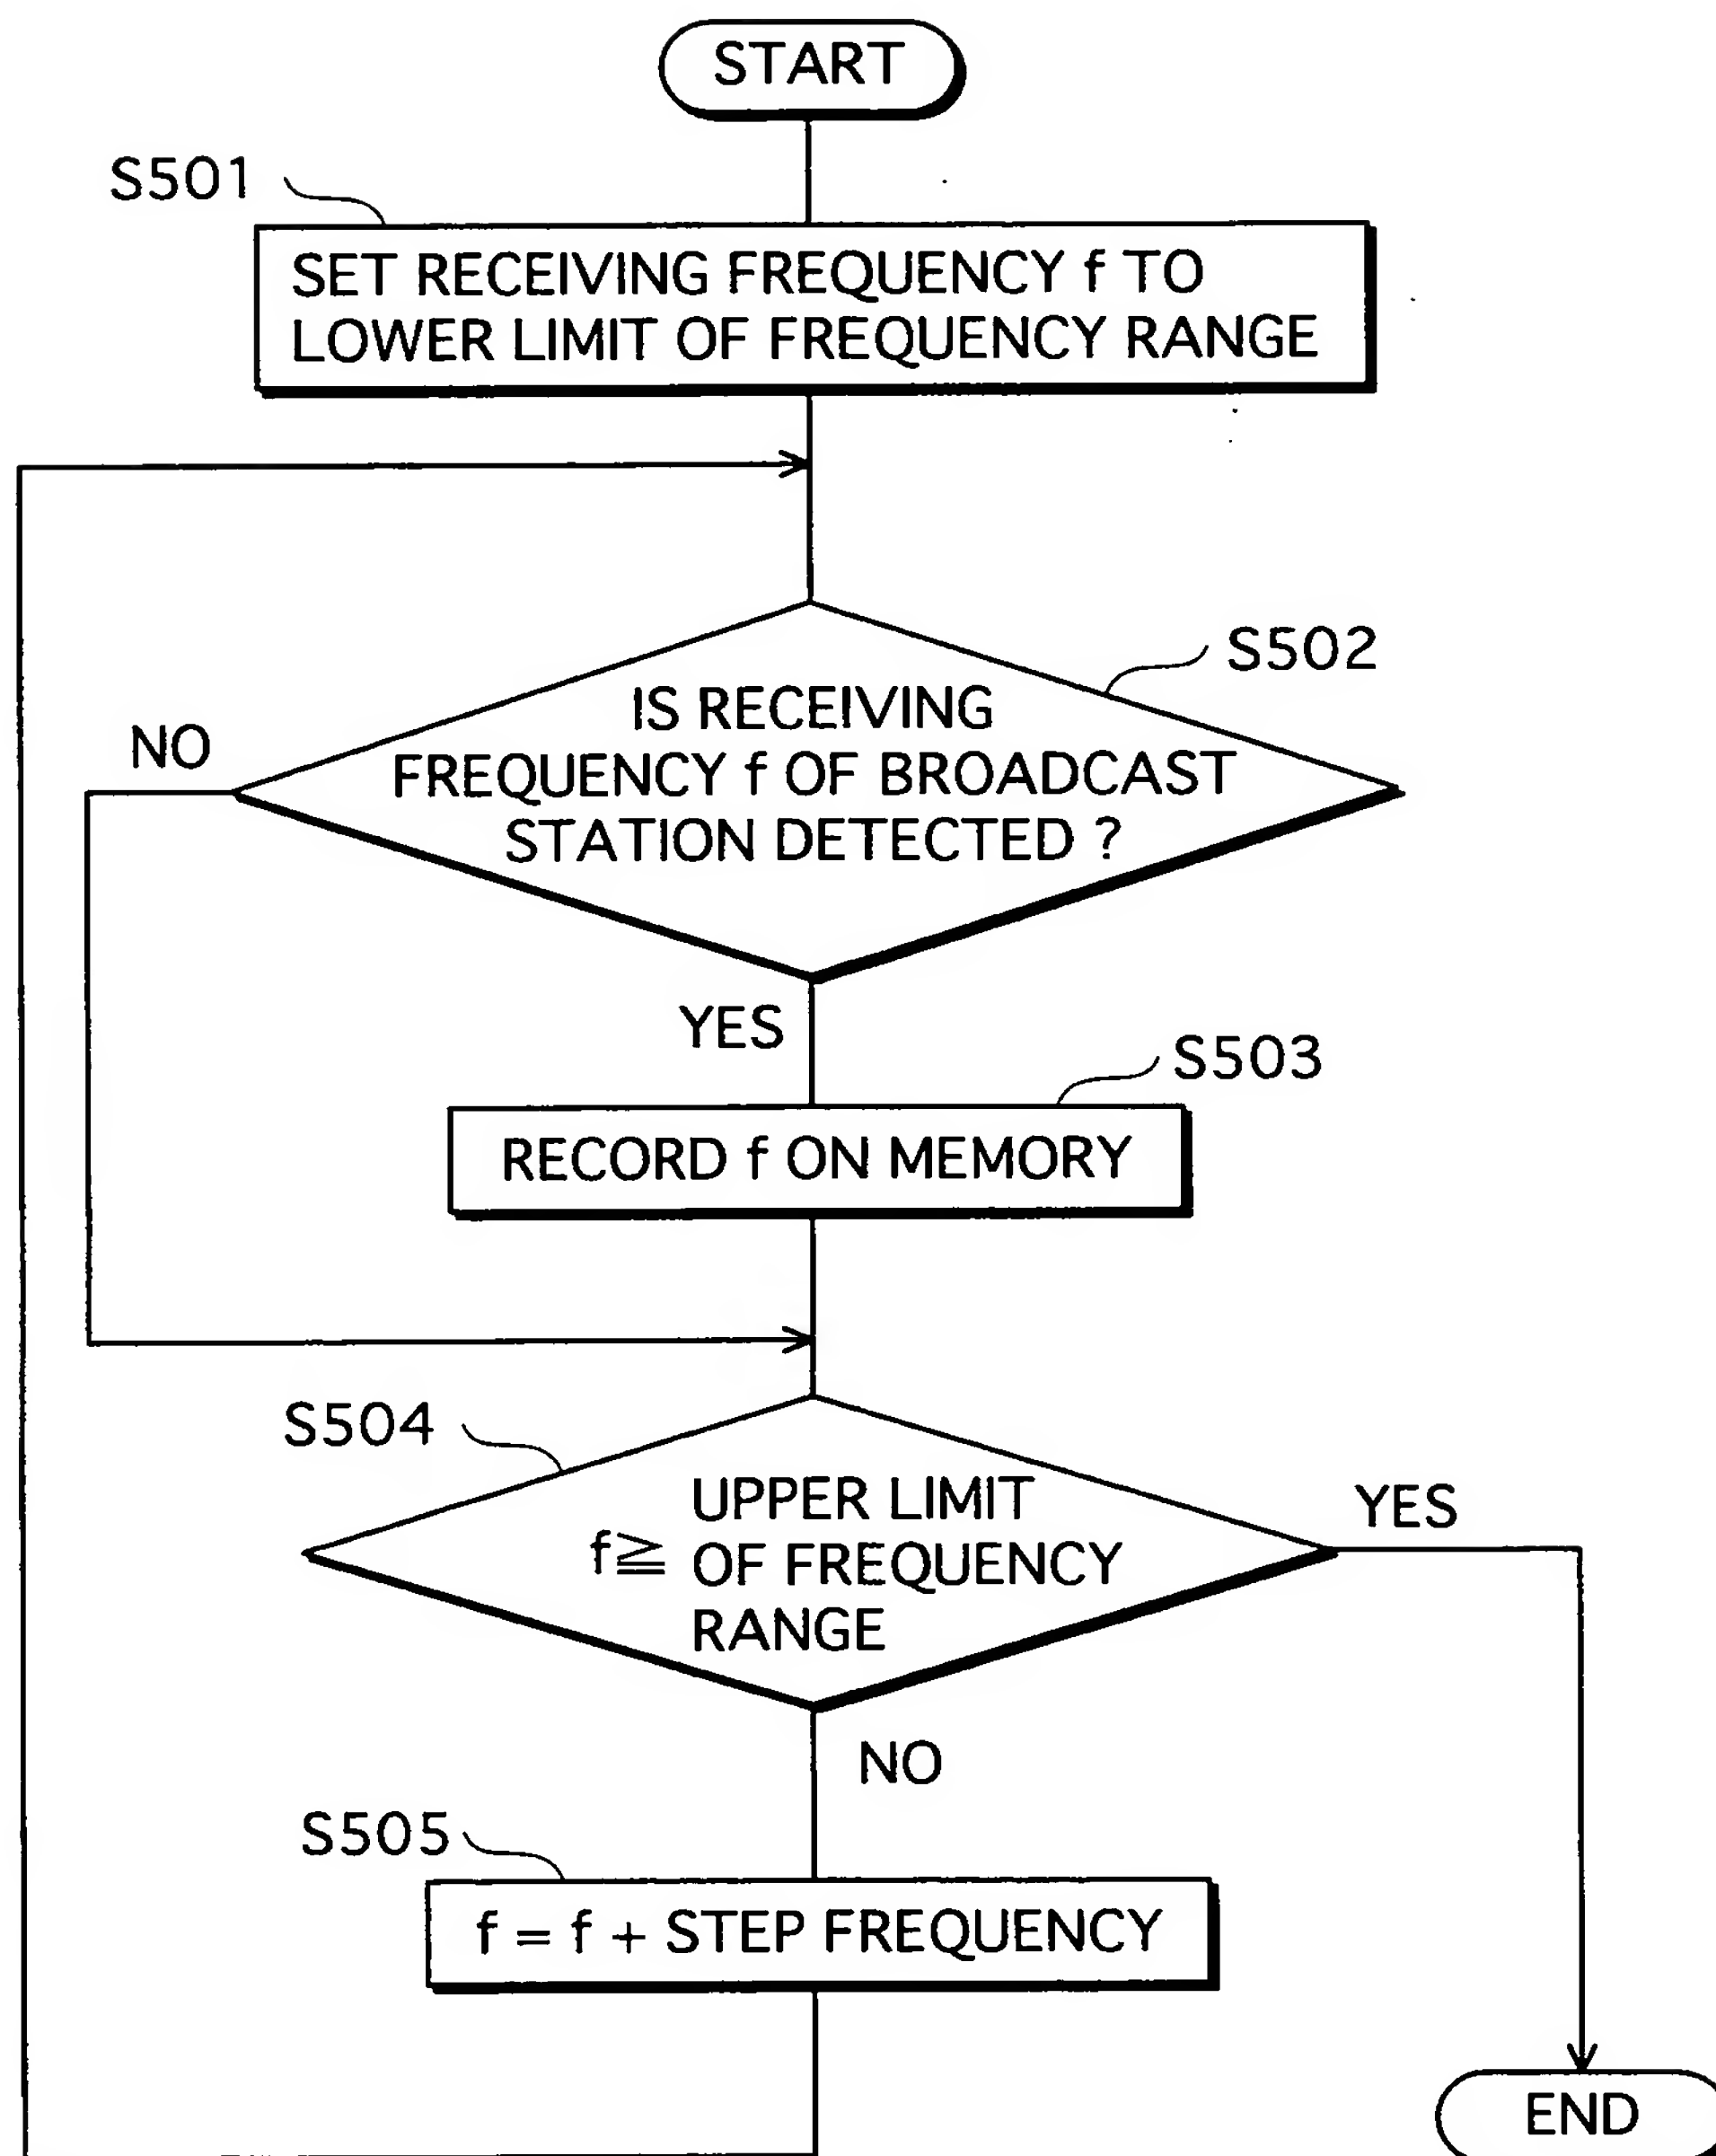 START
S501
SET RECEIVING FREQUENCY f TO
LOWER LIMIT OF FREQUENCY RANGE
S502
IS RECEIVING
FREQUENCY f OF BROADCAST
STATION DETECTED ?
NO
YES
S503
RECORD f ON MEMORY
S504
UPPER LIMIT
f≧ OF FREQUENCY
RANGE
YES
NO
S505
f = f + STEP FREQUENCY
END